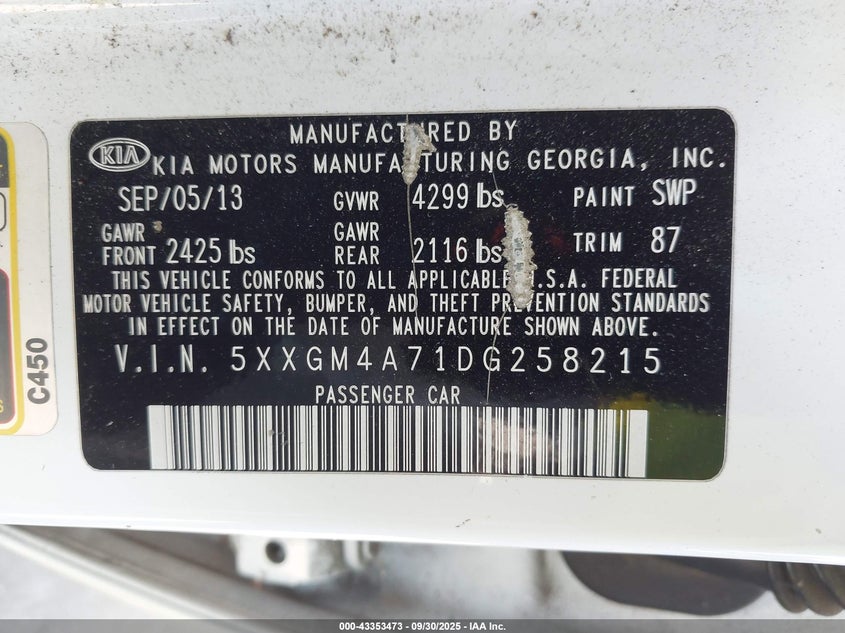 MANUFACTURED BY
KIA KIA MOTORS MANUFACTURING GEORGIA, INC.
SEP/05/13 GVWR 4299 lbs PAINT SWP
GAWR FRONT 2425 lbs GAWR REAR 2116 lbs TRIM 87
THIS VEHICLE CONFORMS TO ALL APPLICABLE U.S.A. FEDERAL
MOTOR VEHICLE SAFETY, BUMPER, AND THEFT PREVENTION STANDARDS
IN EFFECT ON THE DATE OF MANUFACTURE SHOWN ABOVE.
V.I.N. 5XXGM4A71DG258215
PASSENGER CAR
C450
000-43353473 - 09/30/2025 - IAA Inc.